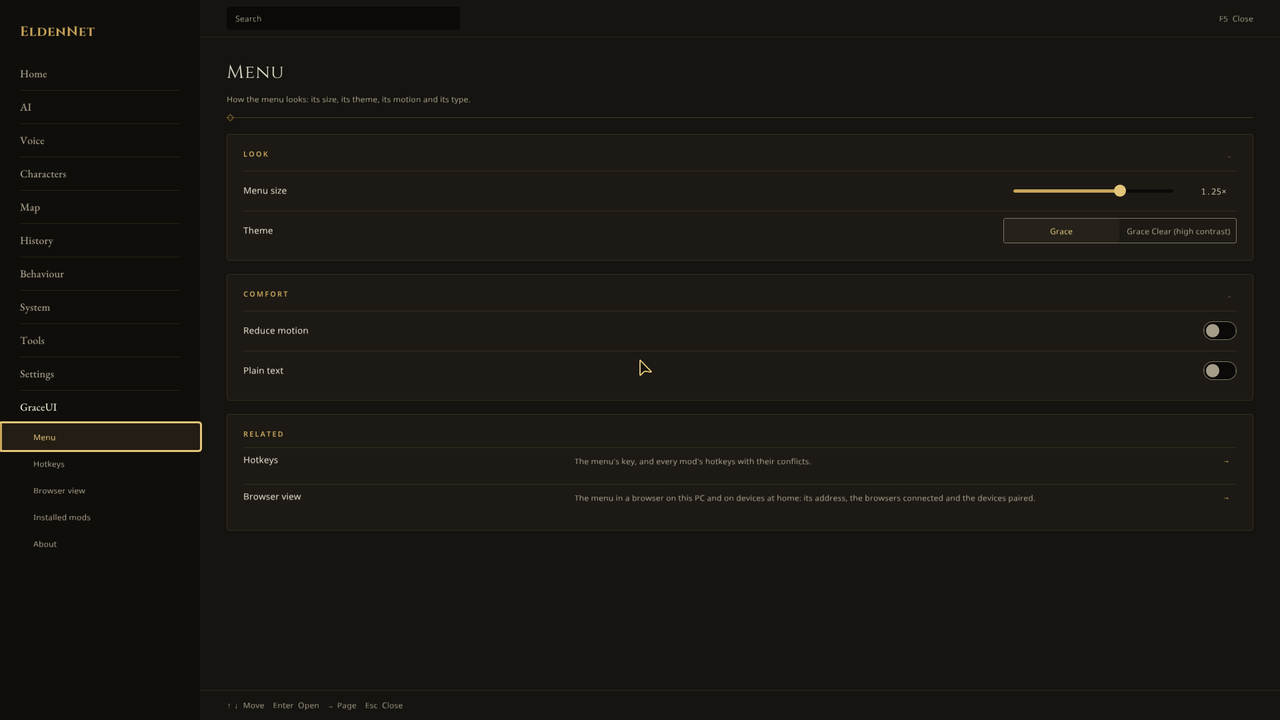 ELDENNET
Home
AI
Voice
Characters
Map
History
Behaviour
System
Tools
Settings
GraceUI
Menu
Hotkeys
Browser view
Installed mods
About
Search
F5 Close
MENU
How the menu looks: its size, its theme, its motion and its type.
LOOK
Menu size
1.25×
Theme
Grace
Grace Clear (high contrast)
COMFORT
Reduce motion
Plain text
RELATED
Hotkeys
The menu's key, and every mod's hotkeys with their conflicts.
→
Browser view
The menu in a browser on this PC and on devices at home: its address, the browsers connected and the devices paired.
→
↑ ↓ Move Enter Open → Page Esc Close